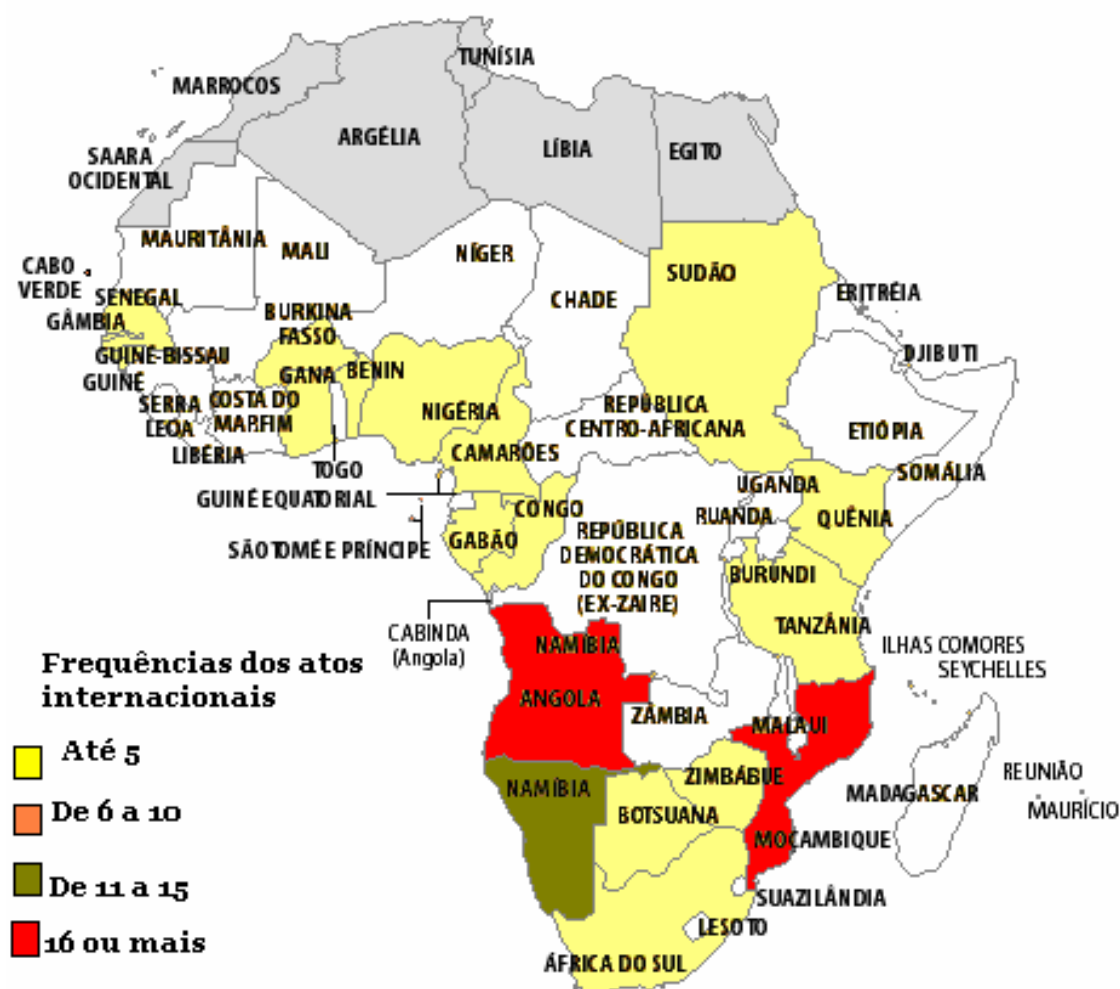 TUNÍSIA
MARROCOS
ARGÉLIA
LÍBIA
EGITO
SAARA
OCIDENTAL
MAURITÂNIA
MALI
NÍGER
CABO
VERDE
SUDÃO
CHADE
ERITRÉIA
SENEGAL
GÂMBIA
BURKINA
FASSO
DJIBUTI
GUINÉ-BISSAU
GUINÉ
GANA
BENIN
NIGÉRIA
SERRA
LEOA
COSTA DO
MARFIM
REPÚBLICA
CENTRO-AFRICANA
ETIÓPIA
LIBÉRIA
CAMARÕES
TOGO
SOMÁLIA
UGANDA
GUINÉ EQUATORIAL
CONGO
RUANDA
QUÊNIA
GABÃO
REPÚBLICA
DEMOCRÁTICA
DO CONGO
(EX-ZAIRE)
SÃO TOMÉ E PRÍNCIPE
BURUNDI
TANZÂNIA
CABINDA
(Angola)
NAMÍBIA
ILHAS COMORES
SEYCHELLES
Frequências dos atos
internacionais
ANGOLA
ZÂMBIA
MALAUI
Até 5
ZIMBÁBUE
NAMÍBIA
REUNIÃO
MADAGASCAR
MAURÍCIO
De 6 a 10
BOTSUANA
MOÇAMBIQUE
De 11 a 15
SUAZILÂNDIA
LESOTO
16 ou mais
ÁFRICA DO SUL